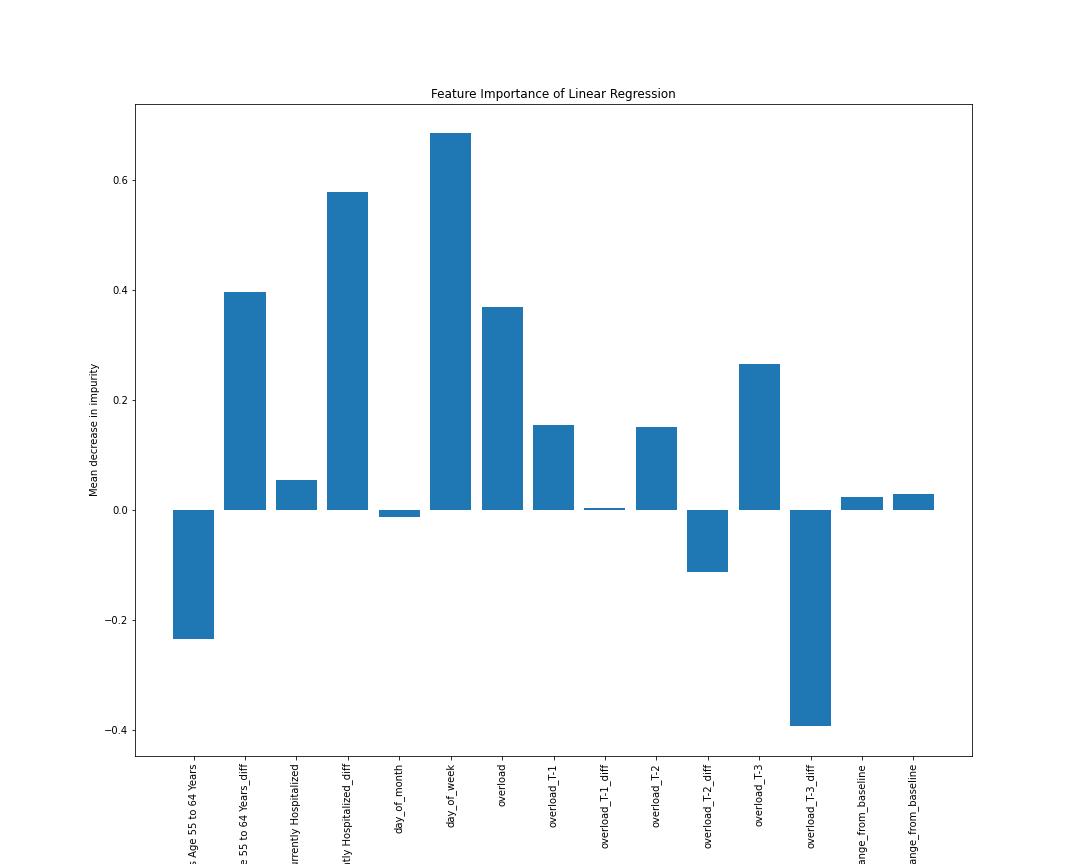 Feature Importance of Linear Regression
Mean decrease in impurity
0.6
0.4
0.2
0.0
−0.2
−0.4
Age 55 to 64 Years
55 to 64 Years_diff
Hospitalized
Hospitalized_diff
day_of_month
day_of_week
overload
overload_T-1
overload_T-1_diff
overload_T-2
overload_T-2_diff
overload_T-3
overload_T-3_diff
ange_from_baseline
ange_from_baseline